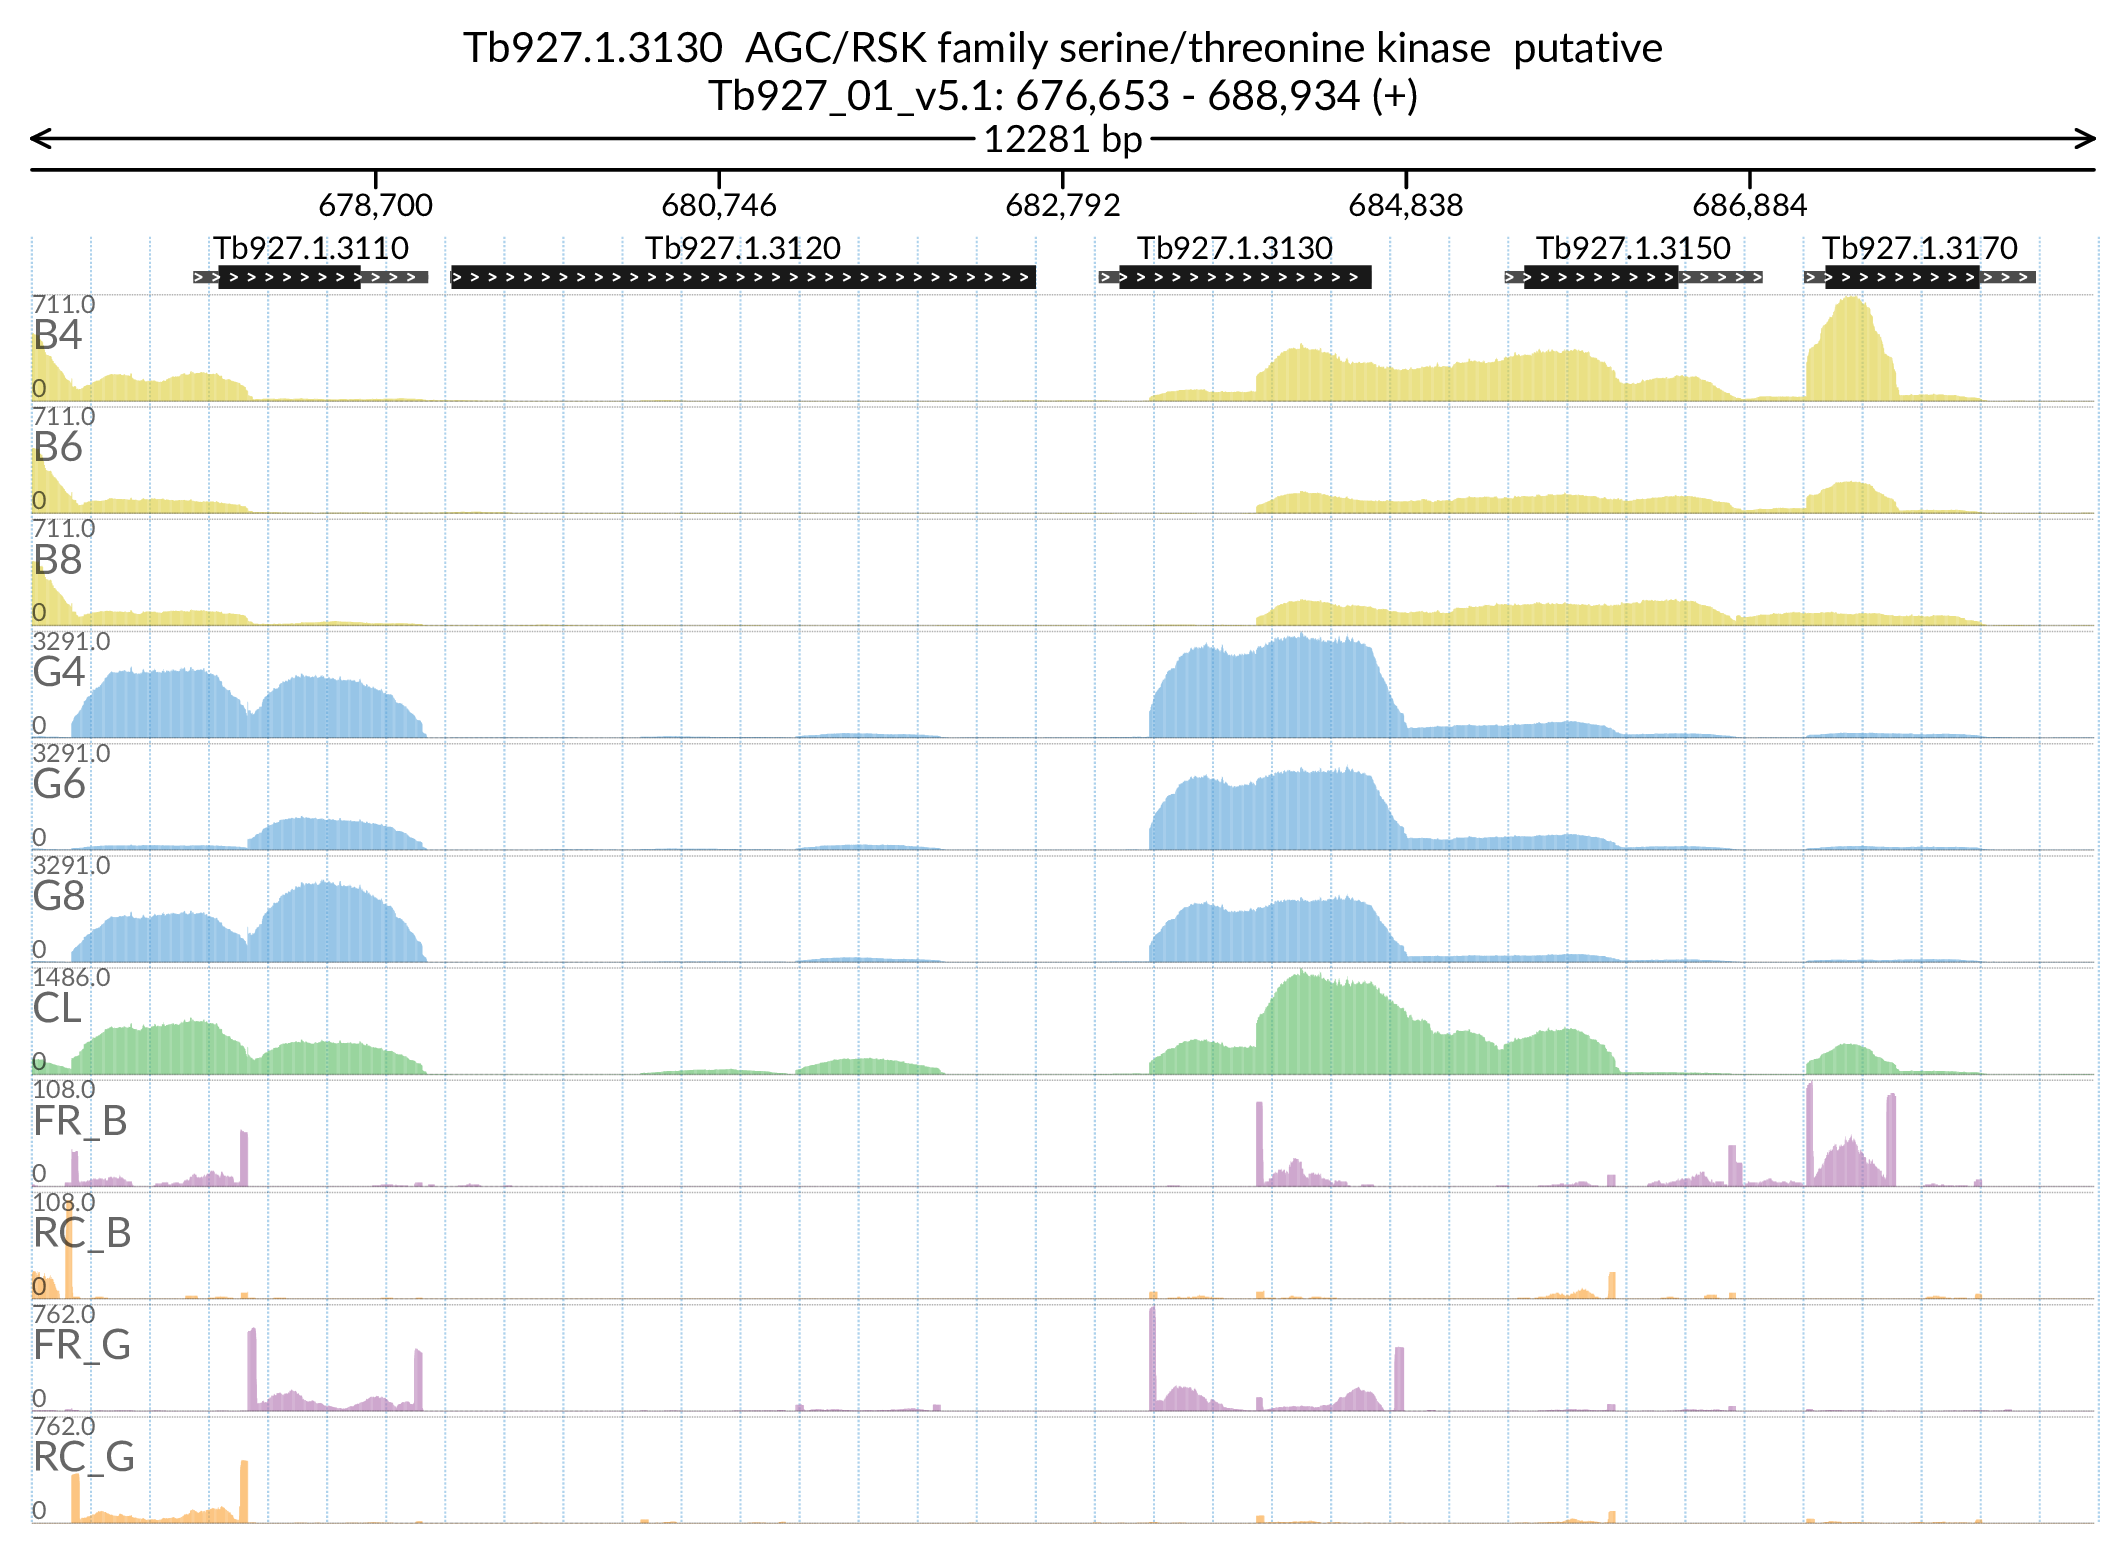 Tb927.1.3130  AGC/RSK family serine/threonine kinase  putative
Tb927_01_v5.1: 676,653 - 688,934 (+)
12281 bp
678,700 680,746 682,792 684,838 686,884
Tb927.1.3110 Tb927.1.3120 Tb927.1.3130 Tb927.1.3150 Tb927.1.3170
711.0
B4
0
711.0
B6
0
711.0
B8
0
3291.0
G4
0
3291.0
G6
0
3291.0
G8
0
1486.0
CL
0
108.0
FR_B
0
108.0
RC_B
0
762.0
FR_G
0
762.0
RC_G
0